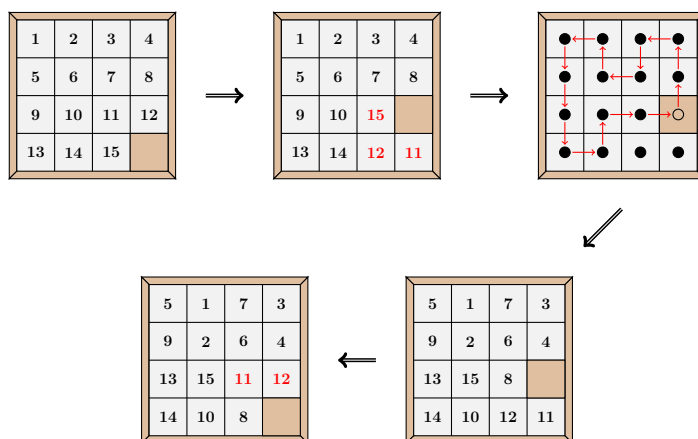 1 2 3 4
5 6 7 8
9 10 11 12
13 14 15
1 2 3 4
5 6 7 8
9 10 15
13 14 12 11
5 1 7 3
9 2 6 4
13 15 11 12
14 10 8
5 1 7 3
9 2 6 4
13 15 8
14 10 12 11